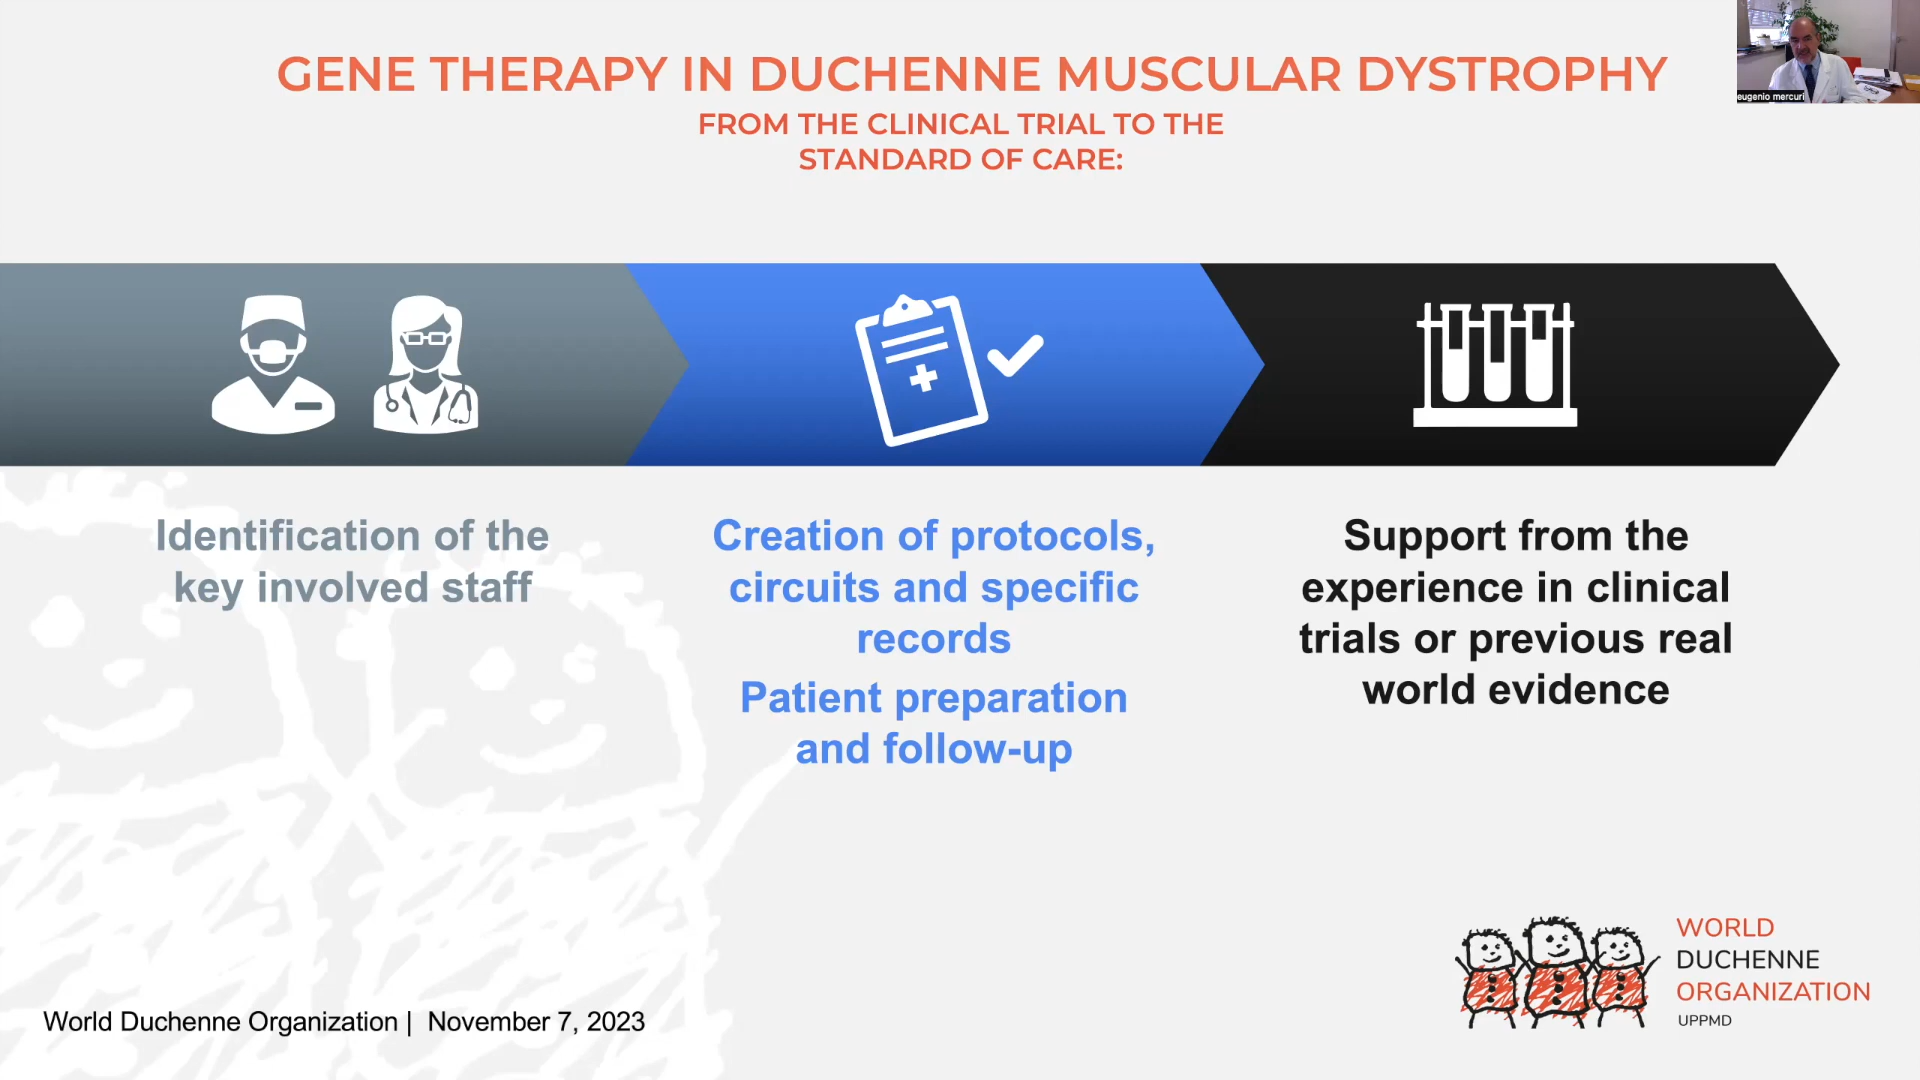 GENE THERAPY IN DUCHENNE MUSCULAR DYSTROPHY
FROM THE CLINICAL TRIAL TO THE
STANDARD OF CARE:
eugenio mercuri
Identification of the
key involved staff
Creation of protocols,
circuits and specific
records
Patient preparation
and follow-up
Support from the
experience in clinical
trials or previous real
world evidence
World Duchenne Organization | November 7, 2023
WORLD
DUCHENNE
ORGANIZATION
UPPMD